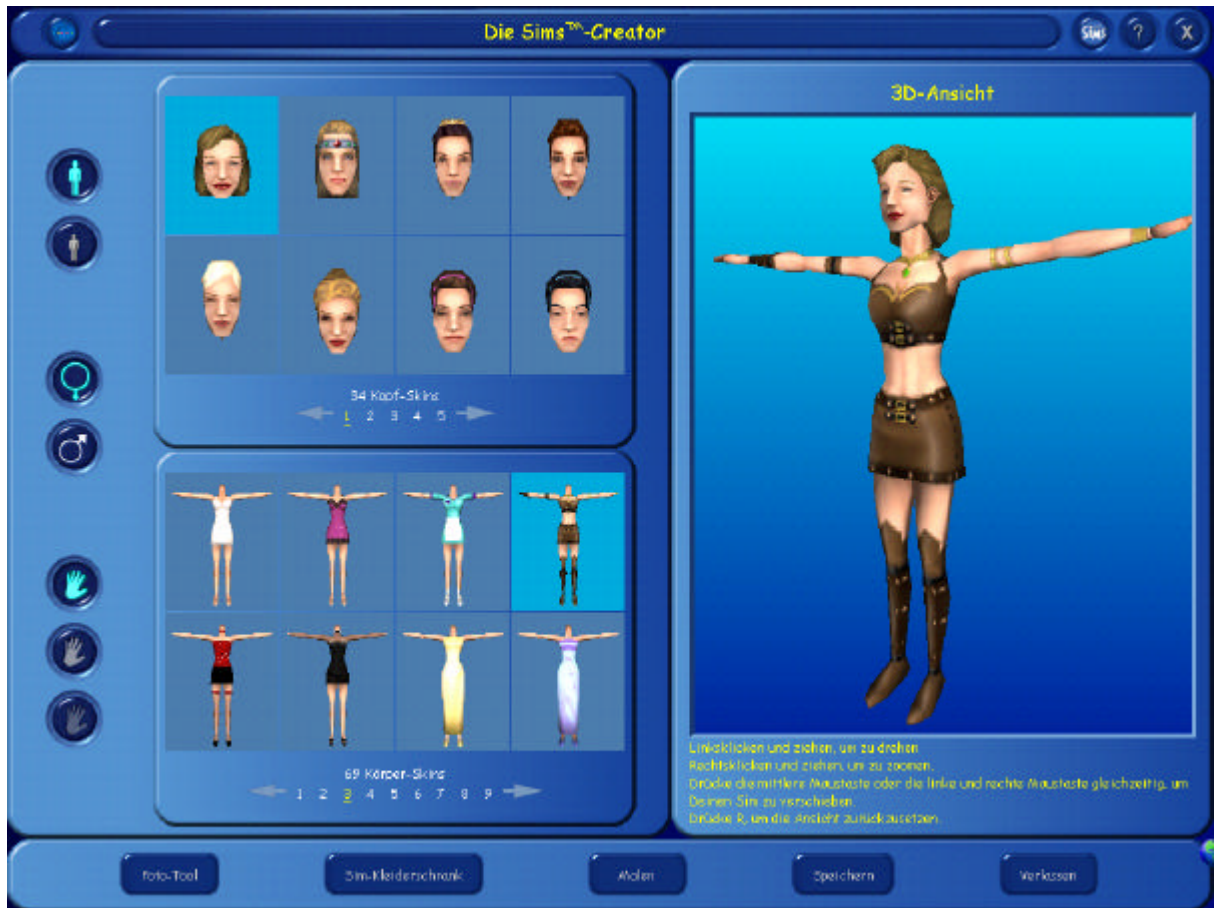 Die Sims™-Creator
Sims
?
X
34 Kopf-Skins
1 2 3 4 5
69 Körper-Skins
1 2 3 4 5 6 7 8 9
3D-Ansicht
Linksklicken und ziehen, um zu drehen
Rechtsklicken und ziehen, um zu zoomen.
Drücke die mittlere Maustaste oder die linke und rechte Maustaste gleichzeitig, um
Deinen Sim zu verschieben.
Drücke R, um die Ansicht zurückzusetzen.
Foto-Tool
Sim-Kleiderschrank
Malen
Speichern
Verlassen